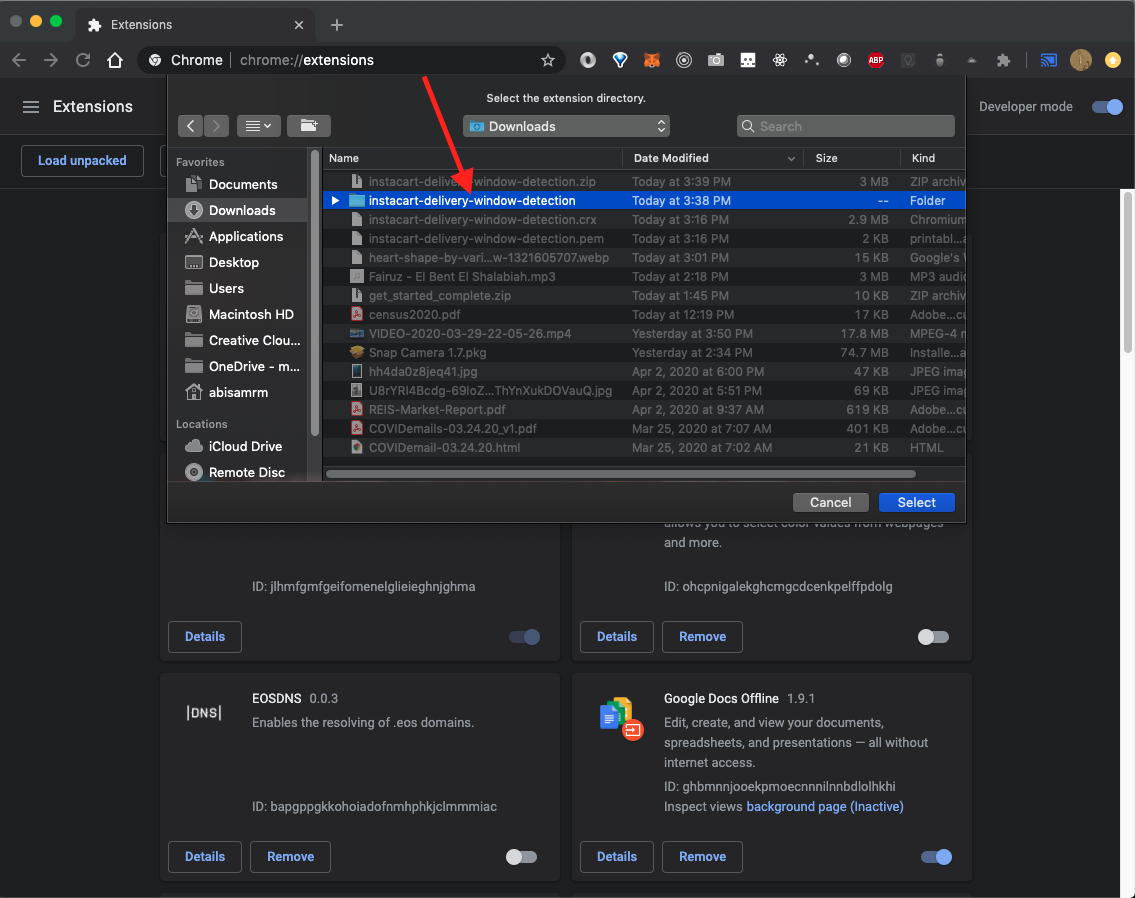 Extensions
Chrome chrome://extensions
ABP
Extensions
Developer mode
Load unpacked
Select the extension directory.
Downloads
Search
Favorites
Documents
Downloads
Applications
Desktop
Users
Macintosh HD
Creative Clou...
OneDrive – m...
abisamrm
Locations
iCloud Drive
Remote Disc
Name Date Modified Size Kind
instacart-delivery-window-detection.zip Today at 3:39 PM 3 MB ZIP archiv
instacart-delivery-window-detection Today at 3:38 PM -- Folder
instacart-delivery-window-detection.crx Today at 3:16 PM 2.9 MB Chromium
instacart-delivery-window-detection.pem Today at 3:16 PM 2 KB printabl...a
heart-shape-by-vari...w-1321605707.webp Today at 3:01 PM 15 KB Google's
Fairuz - El Bent El Shalabiah.mp3 Today at 2:18 PM 3 MB MP3 audio
get_started_complete.zip Today at 1:45 PM 10 KB ZIP archiv
census2020.pdf Today at 12:19 PM 17 KB Adobe...cu
VIDEO-2020-03-29-22-05-26.mp4 Yesterday at 3:50 PM 17.8 MB MPEG-4
Snap Camera 1.7.pkg Yesterday at 2:34 PM 74.7 MB Installe...a
hh4da0z8jeq41.jpg Apr 2, 2020 at 6:00 PM 47 KB JPEG imag
U8rYRl4Bcdg-69loZ...ThYnXukDOVauQ.jpg Apr 2, 2020 at 5:51 PM 69 KB JPEG imag
REIS-Market-Report.pdf Apr 2, 2020 at 9:37 AM 619 KB Adobe...cu
COVIDemails-03.24.20_v1.pdf Mar 25, 2020 at 7:07 AM 401 KB Adobe...cu
COVIDemail-03.24.20.html Mar 25, 2020 at 7:02 AM 21 KB HTML
Cancel Select
allows you to select color values from webpages
and more.
ID: jlhmfgmfgeifomenelglieieghnjghma
ID: ohcpnigalekghcmgcdcenkpelffpdolg
Details
Details Remove
|DNS|
EOSDNS 0.0.3
Enables the resolving of .eos domains.
ID: bapgppgkkohoiadofnmhphkjclmmmiac
Details Remove
Google Docs Offline 1.9.1
Edit, create, and view your documents,
spreadsheets, and presentations — all without
internet access.
ID: ghbmnnjooekpmoecnnnilnnbdlolhkhi
Inspect views background page (Inactive)
Details Remove